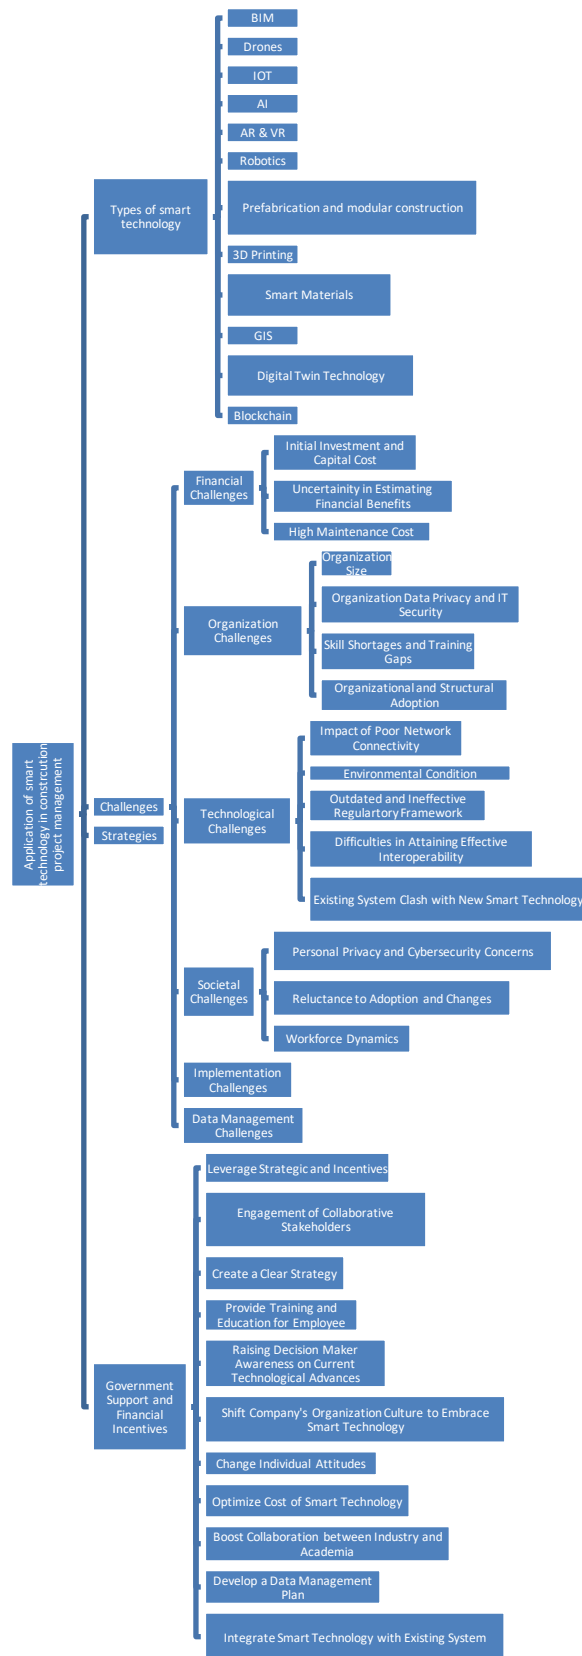 BIM
Drones
IOT
AI
AR & VR
Robotics
Types of smart
technology
Prefabrication and modular construction
3D Printing
Smart Materials
GIS
Digital Twin Technology
Blockchain
Initial Investment and
Capital Cost
Financial
Challenges
Uncertainity in Estimating
Financial Benefits
High Maintenance Cost
Organization
Size
Organization Data Privacy and IT
Security
Organization
Challenges
Skill Shortages and Training
Gaps
Organizational and Structural
Adoption
Impact of Poor Network
Connectivity
Environmental Condition
Application of smart
technology in constrcution
project management
Challenges
Strategies
Technological
Challenges
Outdated and Ineffective
Regulartory Framework
Difficulties in Attaining Effective
Interoperability
Existing System Clash with New Smart Technology
Personal Privacy and Cybersecurity Concerns
Societal
Challenges
Reluctance to Adoption and Changes
Workforce Dynamics
Implementation
Challenges
Data Management
Challenges
Leverage Strategic and Incentives
Engagement of Collaborative
Stakeholders
Create a Clear Strategy
Provide Training and
Education for Employee
Raising Decision Maker
Awareness on Current
Technological Advances
Government
Support and
Financial
Incentives
Shift Company's Organization Culture to Embrace
Smart Technology
Change Individual Attitudes
Optimize Cost of Smart Technology
Boost Collaboration between Industry and
Academia
Develop a Data Management
Plan
Integrate Smart Technology with Existing System